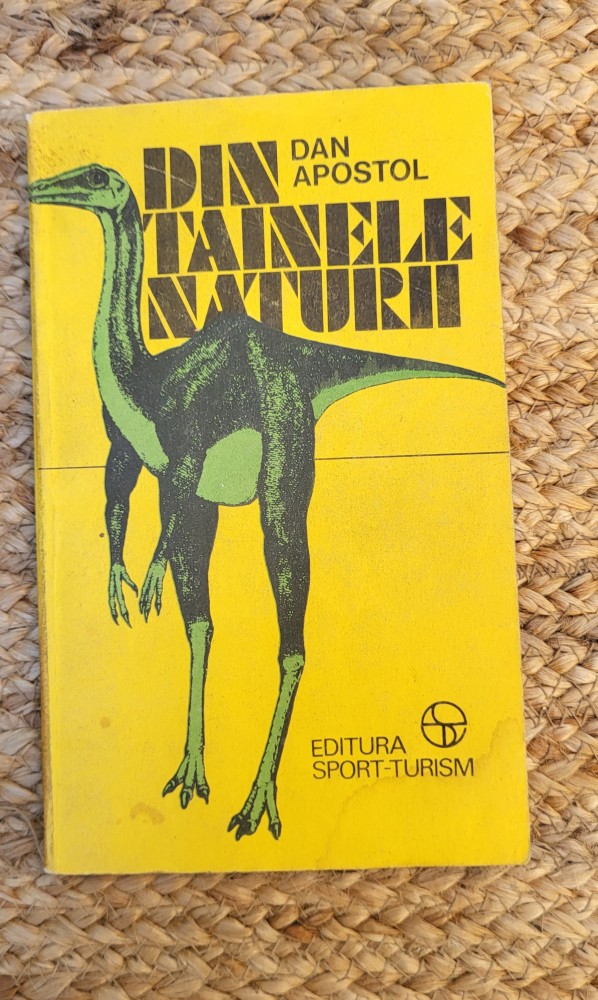 DIN
TAINELE
NATURII
DAN
APOSTOL
EDITURA
SPORT-TURISM